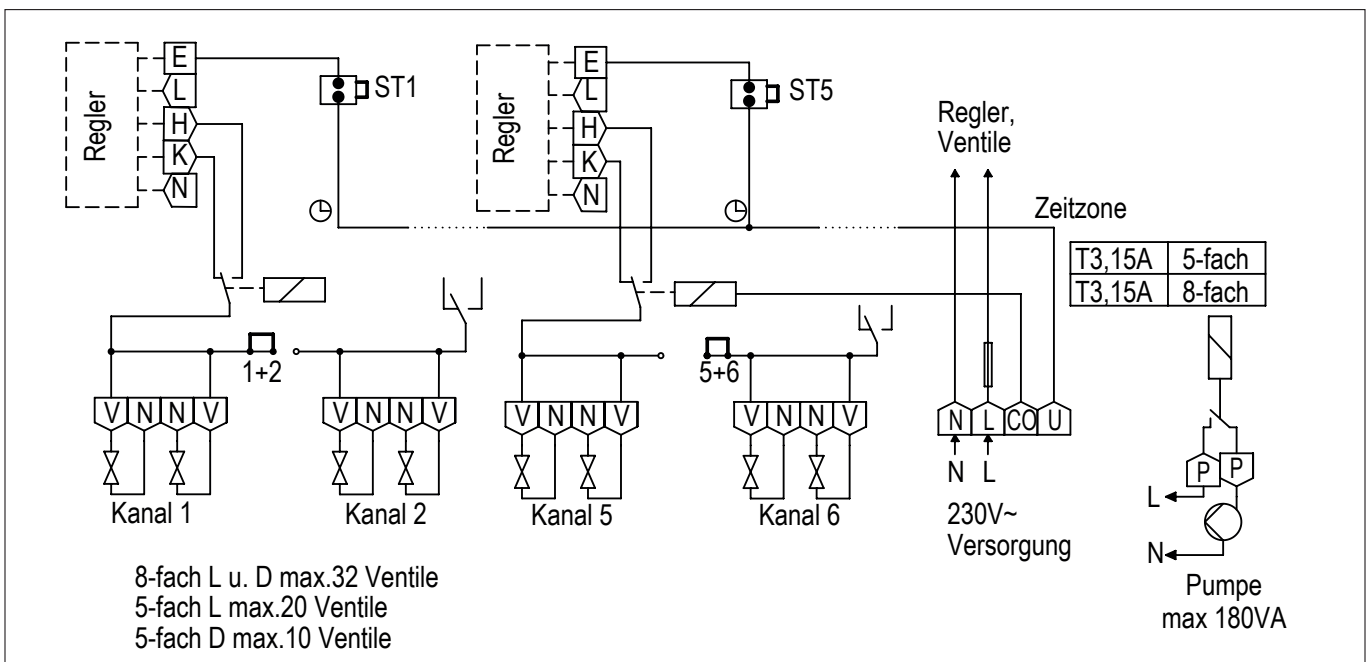 Regler
E
L
H
K
N
ST1
Regler
E
L
H
K
N
ST5
Regler,
Ventile
Zeitzone
T3,15A 5-fach
T3,15A 8-fach
1+2
5+6
V N N V
V N N V
V N N V
V N N V
N L CO U
N L
P P
L
N
Kanal 1
Kanal 2
Kanal 5
Kanal 6
230V~
Versorgung
Pumpe
max 180VA
8-fach L u. D max.32 Ventile
5-fach L max.20 Ventile
5-fach D max.10 Ventile